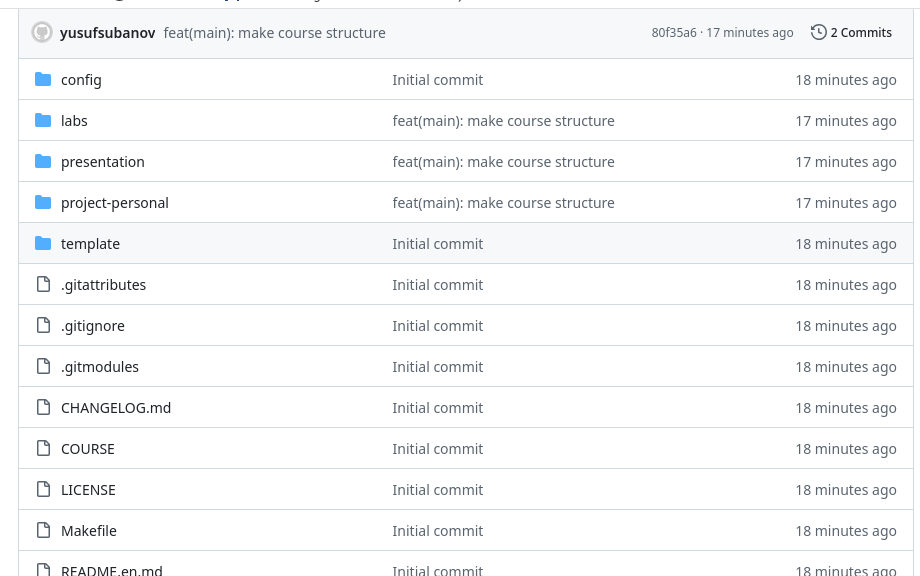 yusufsubanov feat(main): make course structure 80f35a6 · 17 minutes ago 2 Commits
config Initial commit 18 minutes ago
labs feat(main): make course structure 17 minutes ago
presentation feat(main): make course structure 17 minutes ago
project-personal feat(main): make course structure 17 minutes ago
template Initial commit 18 minutes ago
.gitattributes Initial commit 18 minutes ago
.gitignore Initial commit 18 minutes ago
.gitmodules Initial commit 18 minutes ago
CHANGELOG.md Initial commit 18 minutes ago
COURSE Initial commit 18 minutes ago
LICENSE Initial commit 18 minutes ago
Makefile Initial commit 18 minutes ago
README.en.md Initial commit 18 minutes ago